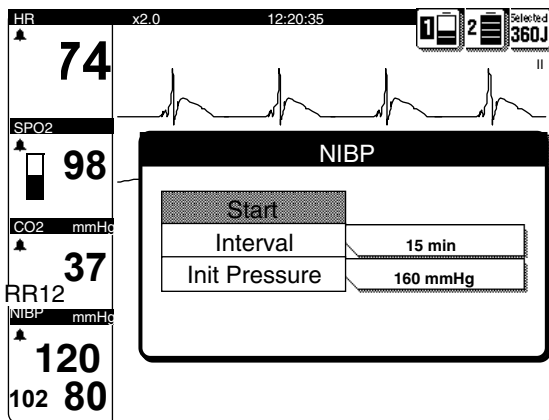 HR x2.0 12:20:35 1 2 Selected
360J
74
II
SPO2
98
NIBP
Start
Interval 15 min
Init Pressure 160 mmHg
CO2 mmHg
37
RR12
NIBP mmHg
120
102 80